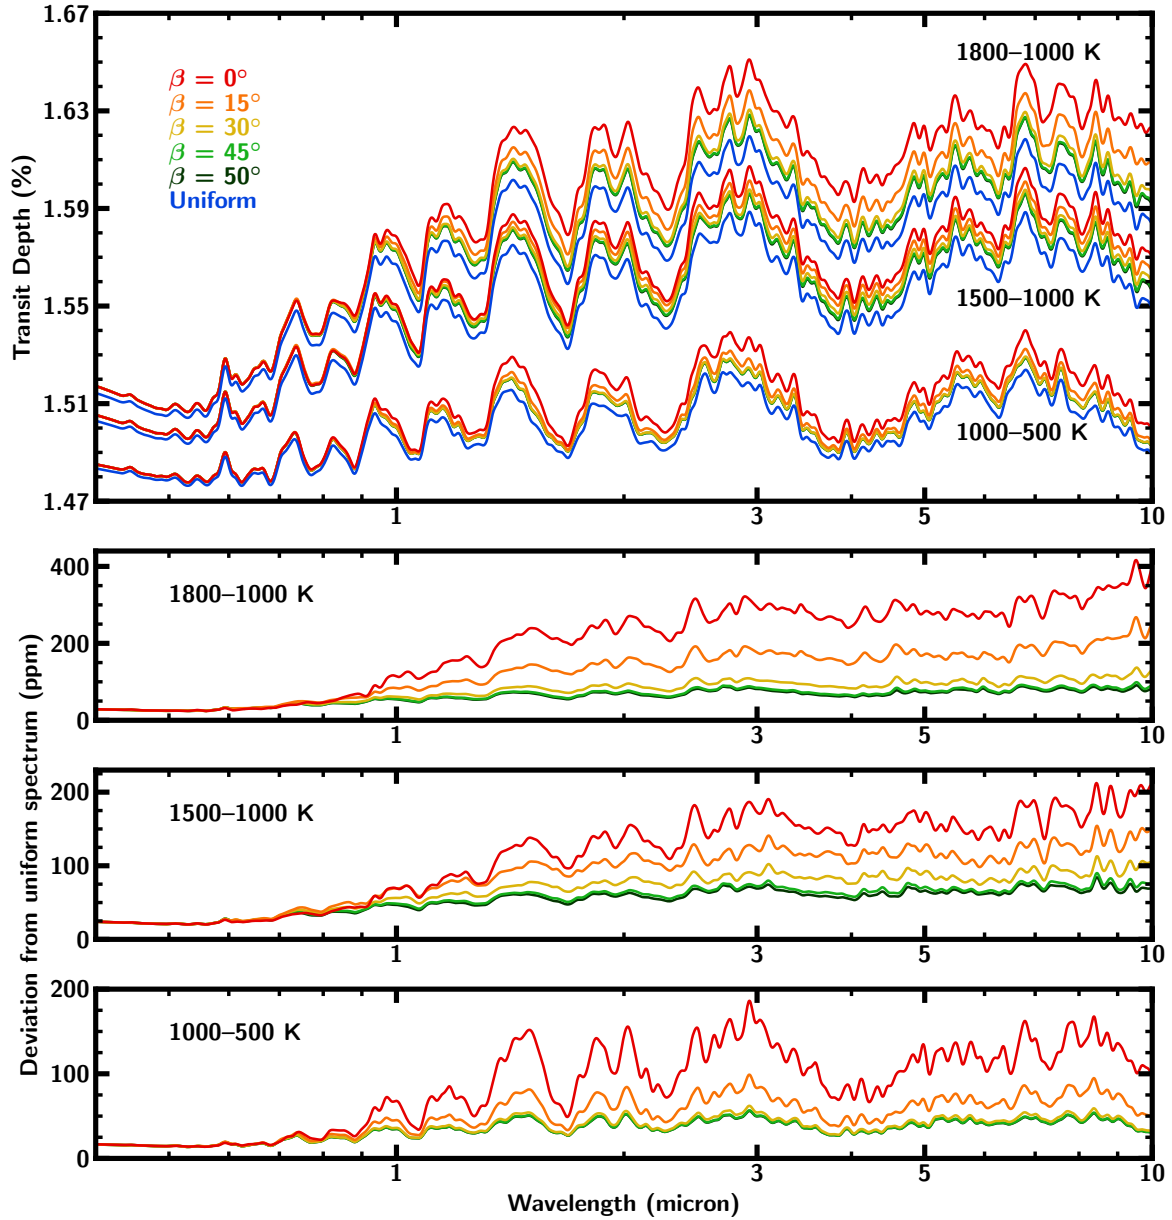 1.67
1.63
1.59
1.55
1.51
1.47
Transit Depth (%)
β = 0°
β = 15°
β = 30°
β = 45°
β = 50°
Uniform
1800–1000 K
1500–1000 K
1000–500 K
1 3 5 10
400
200
0
1800–1000 K
1 3 5 10
Deviation from uniform spectrum (ppm)
200
150
100
50
0
1500–1000 K
1 3 5 10
200
100
0
1000–500 K
1 3 5 10
Wavelength (micron)